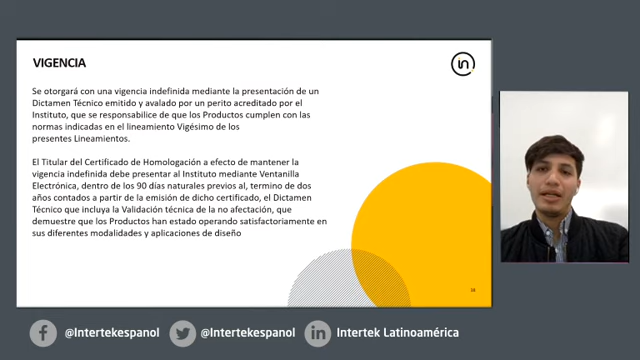 VIGENCIA
in
Se otorgará con una vigencia indefinida mediante la presentación de un
Dictamen Técnico emitido y avalado por un perito acreditado por el
Instituto, que se responsabilice de que los Productos cumplen con las
normas indicadas en el lineamiento Vigésimo de los
presentes Lineamientos.
El Titular del Certificado de Homologación a efecto de mantener la
vigencia indefinida debe presentar al Instituto mediante Ventanilla
Electrónica, dentro de los 90 días naturales previos al, termino de dos
años contados a partir de la emisión de dicho certificado, el Dictamen
Técnico que incluya la Validación técnica de la no afectación, que
demuestre que los Productos han estado operando satisfactoriamente en
sus diferentes modalidades y aplicaciones de diseño
f @Intertekespanol @Intertekespanol in Intertek Latinoamérica